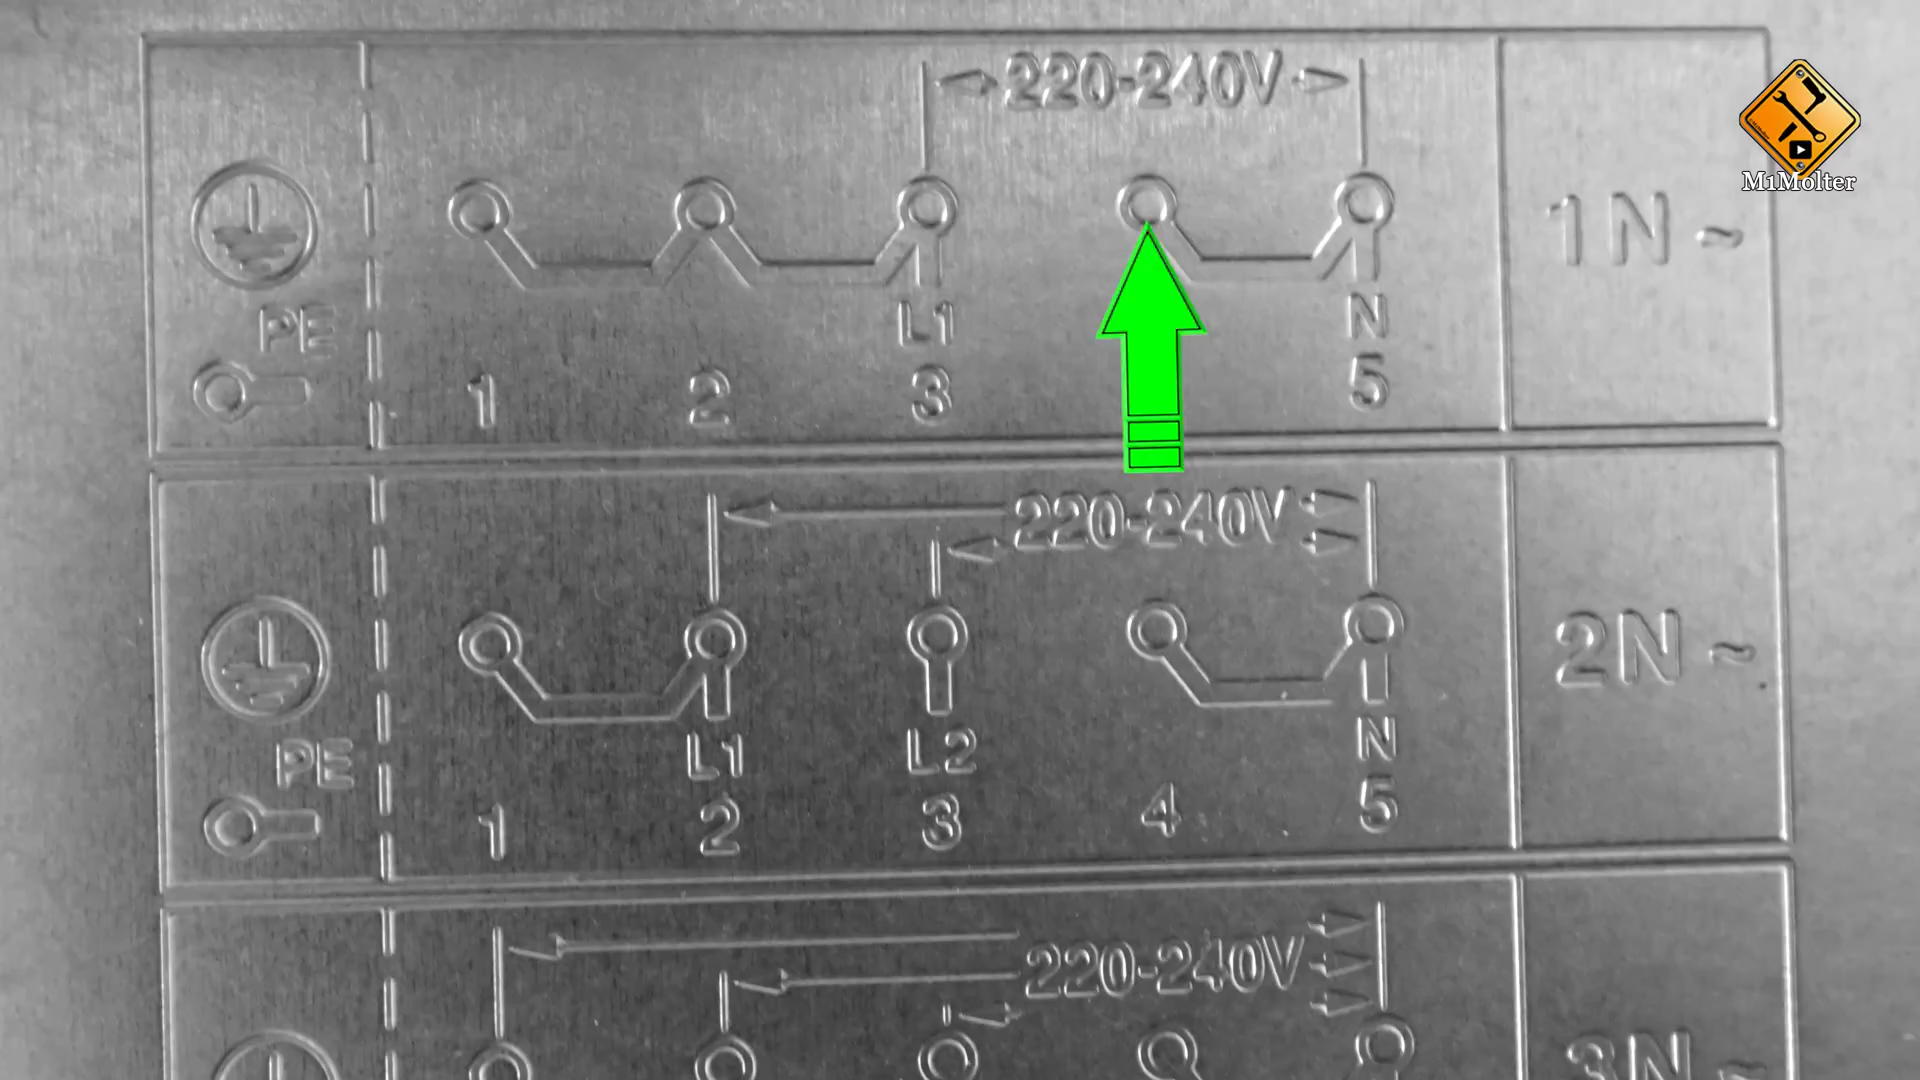 220-240V
M1Molter
1N ~
PE
L1
N
1 2 3 5
220-240V
2N ~
PE
L1 L2 N
1 2 3 4 5
220-240V
3N ~